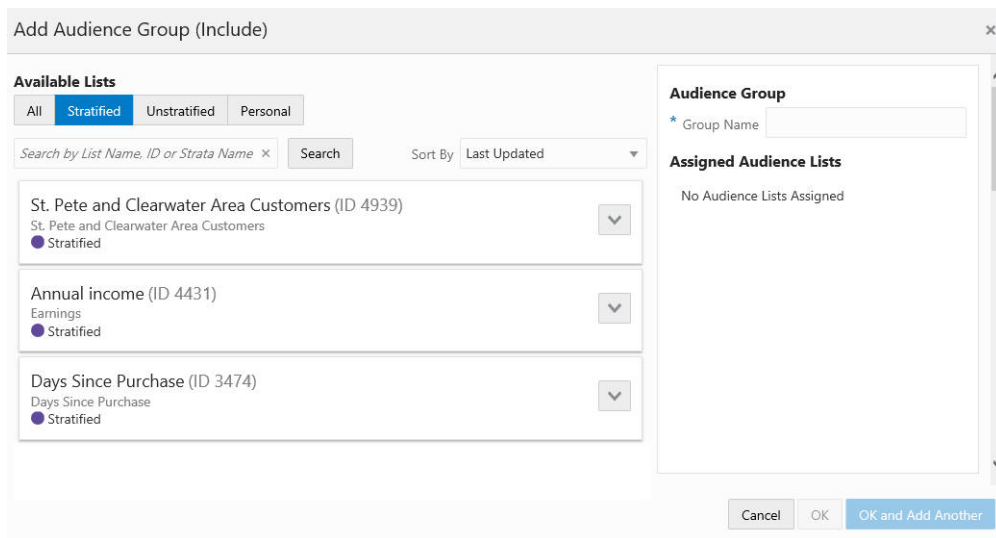 Add Audience Group (Include)
×
Available Lists
All Stratified Unstratified Personal
Search by List Name, ID or Strata Name × Search Sort By Last Updated
St. Pete and Clearwater Area Customers (ID 4939)
St. Pete and Clearwater Area Customers
Stratified
Annual income (ID 4431)
Earnings
Stratified
Days Since Purchase (ID 3474)
Days Since Purchase
Stratified
Audience Group
* Group Name
Assigned Audience Lists
No Audience Lists Assigned
Cancel OK OK and Add Another